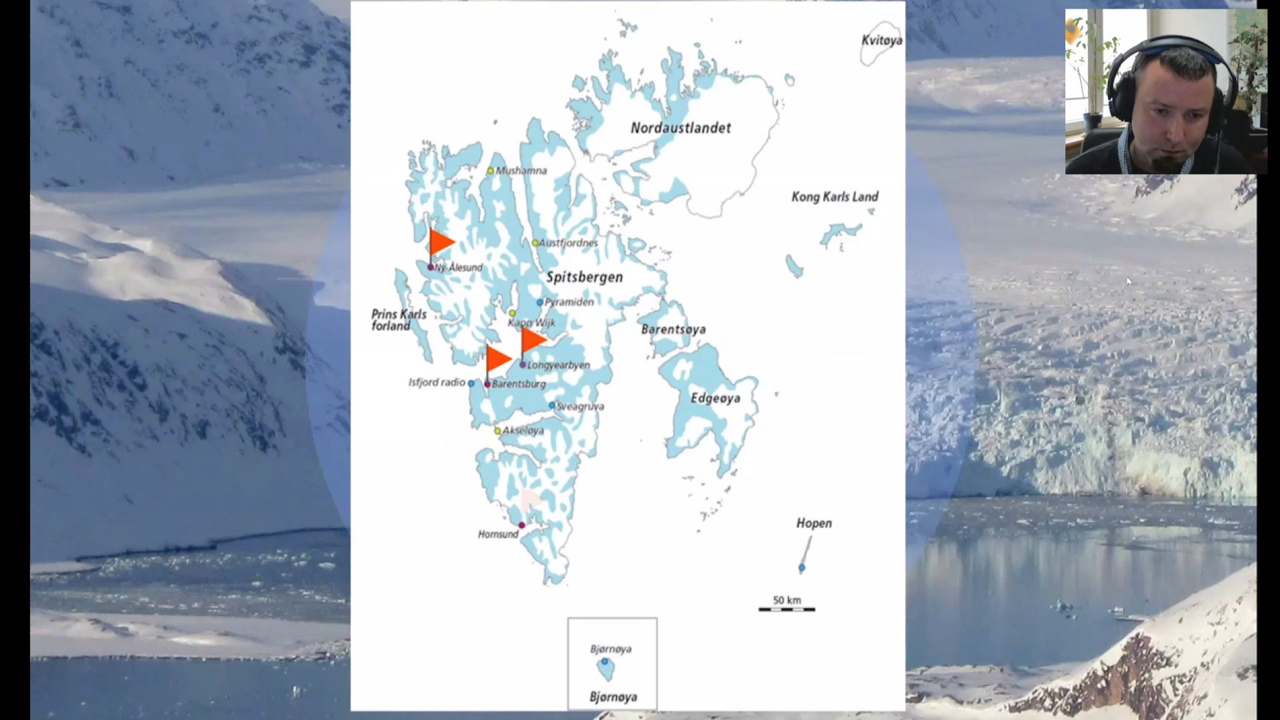 Kvitøya
Nordaustlandet
Mushamna
Kong Karls Land
Austfjordnes
Ny-Ålesund
Spitsbergen
Pyramiden
Prins Karls
forland
Kapp Wijk
Barentsøya
Longyearbyen
Isfjord radio
Barentsburg
Edgeøya
Sveagruva
Akseløya
Hornsund
Hopen
50 km
Bjørnøya
Bjørnøya